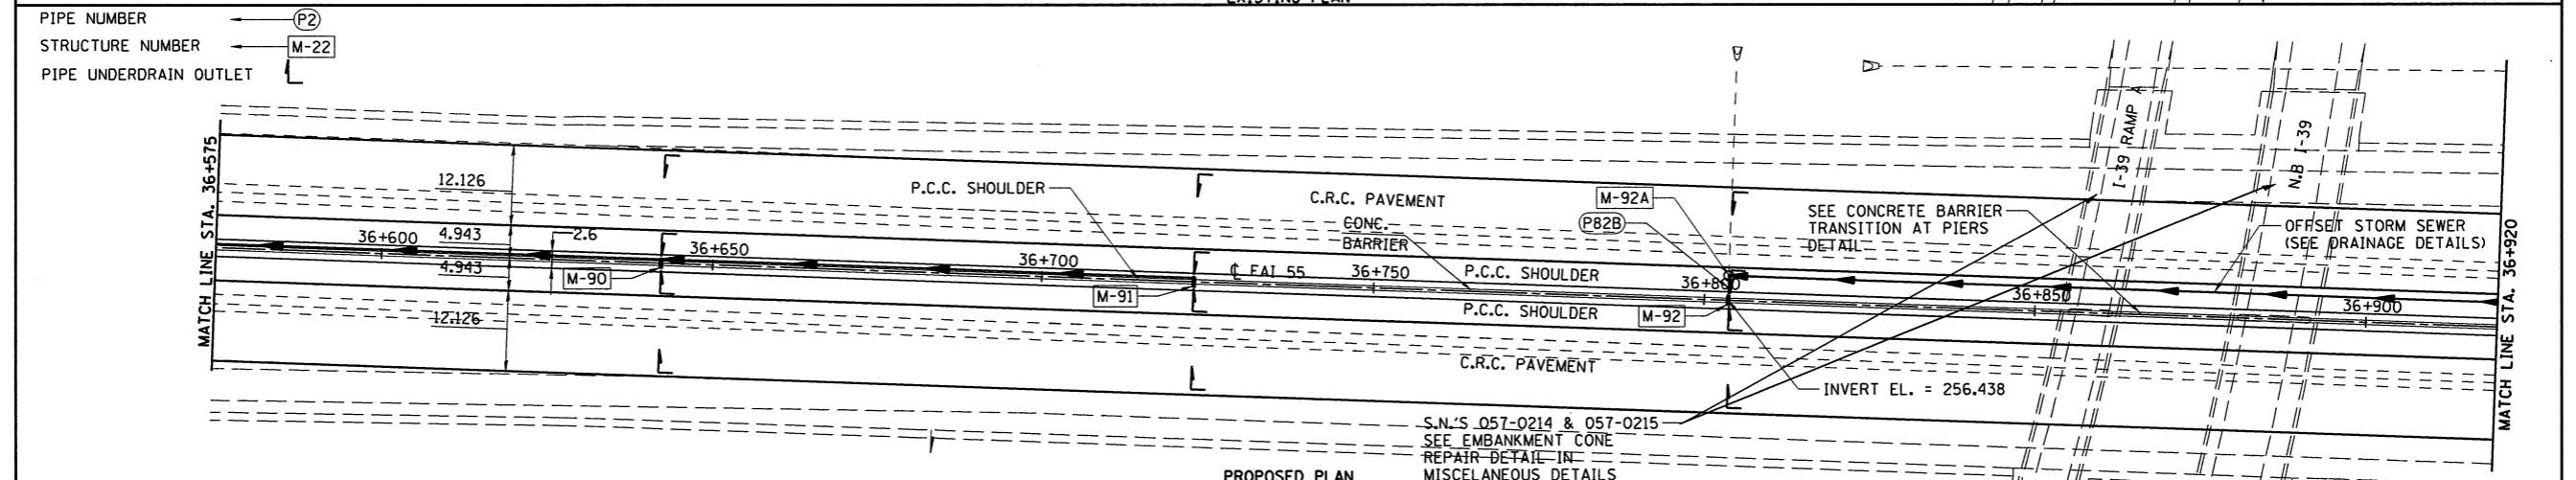 EXISTING PLAN
PIPE NUMBER
P2
STRUCTURE NUMBER
M-22
PIPE UNDERDRAIN OUTLET
MATCH LINE STA. 36+575
12.126
4.943
4.943
12.126
2.6
36+600
M-90
36+650
36+700
P.C.C. SHOULDER
M-91
℄ FAI 55
C.R.C. PAVEMENT
CONC.
BARRIER
36+750
P.C.C. SHOULDER
P.C.C. SHOULDER
C.R.C. PAVEMENT
M-92A
P82B
36+800
M-92
SEE CONCRETE BARRIER
TRANSITION AT PIERS
DETAIL
36+850
I-39 RAMP A
N.B I-39
OFFSET STORM SEWER
(SEE DRAINAGE DETAILS)
36+900
MATCH LINE STA. 36+920
INVERT EL. = 256.438
S.N.'S 057-0214 & 057-0215
SEE EMBANKMENT CONE
REPAIR DETAIL IN
MISCELANEOUS DETAILS
PROPOSED PLAN